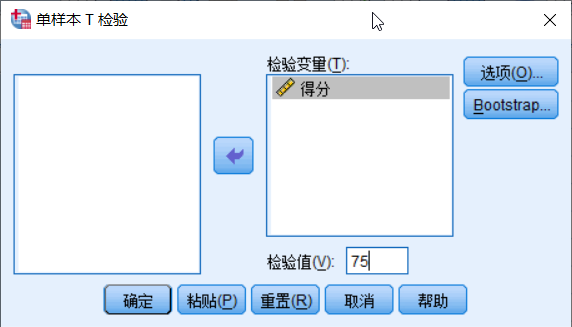 单样本 T 检验
检验变量(T):
得分
选项(O)...
Bootstrap...
检验值(V): 75
确定 粘贴(P) 重置(R) 取消 帮助